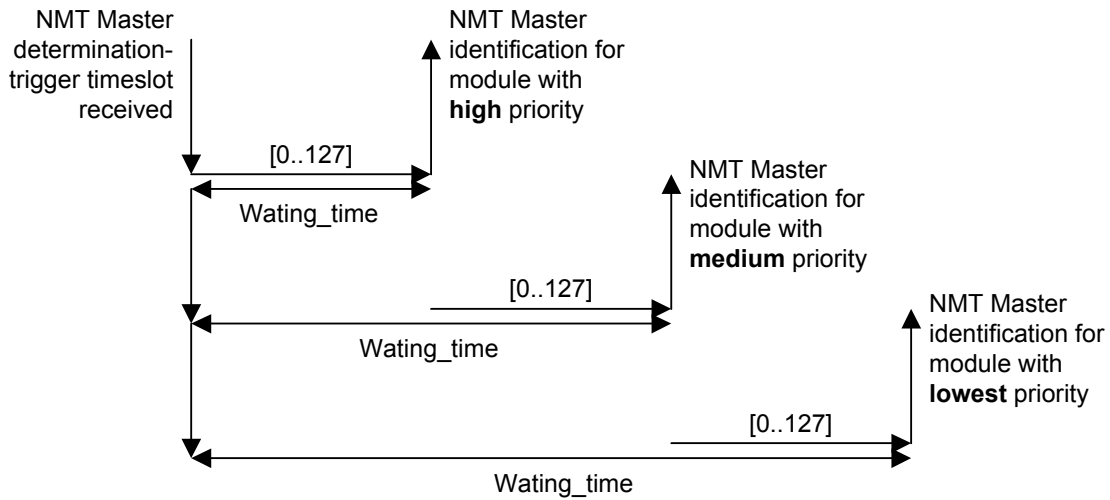 NMT Master
determination-
trigger timeslot
received
NMT Master
identification for
module with
high priority
[0..127]
Wating_time
NMT Master
identification for
module with
medium priority
[0..127]
Wating_time
NMT Master
identification for
module with
lowest priority
[0..127]
Wating_time